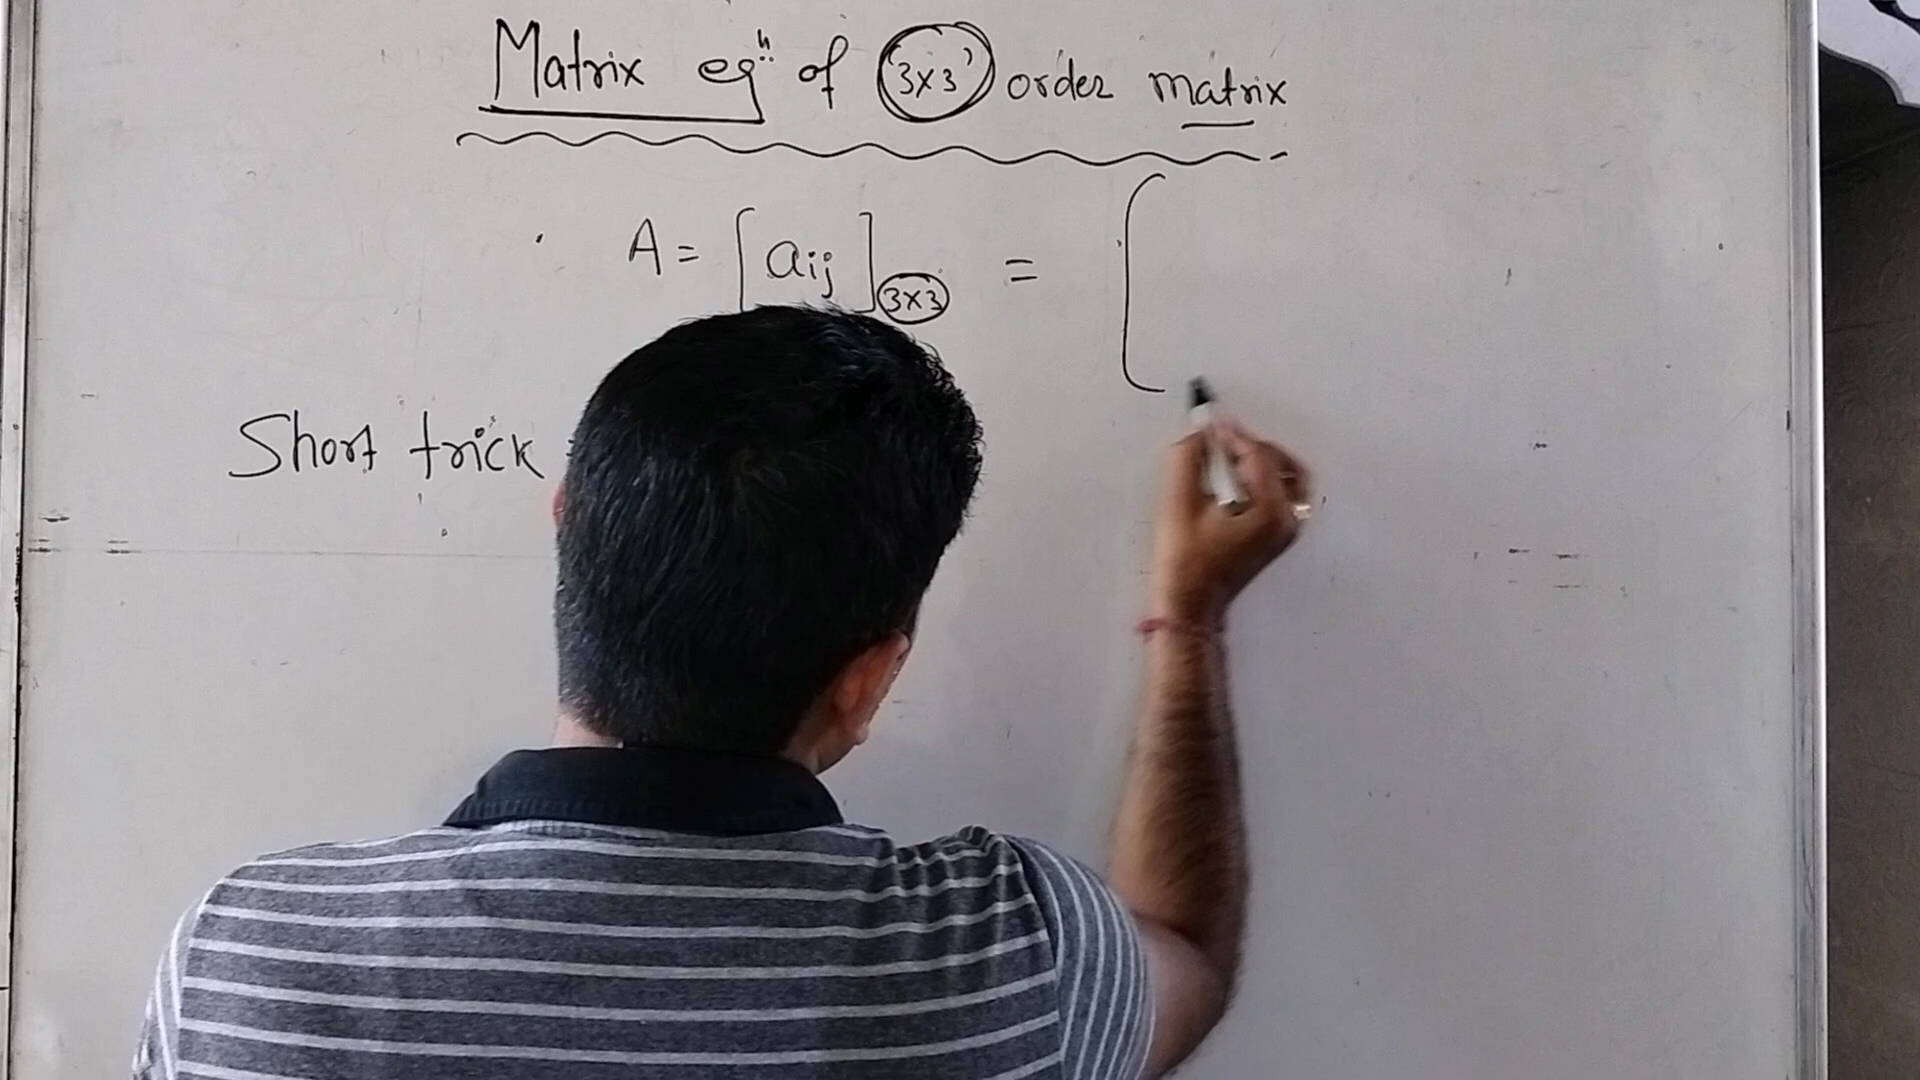 Matrix eqⁿ of '3x3' order matrix
A = [aij]3x3 = [
Short trick